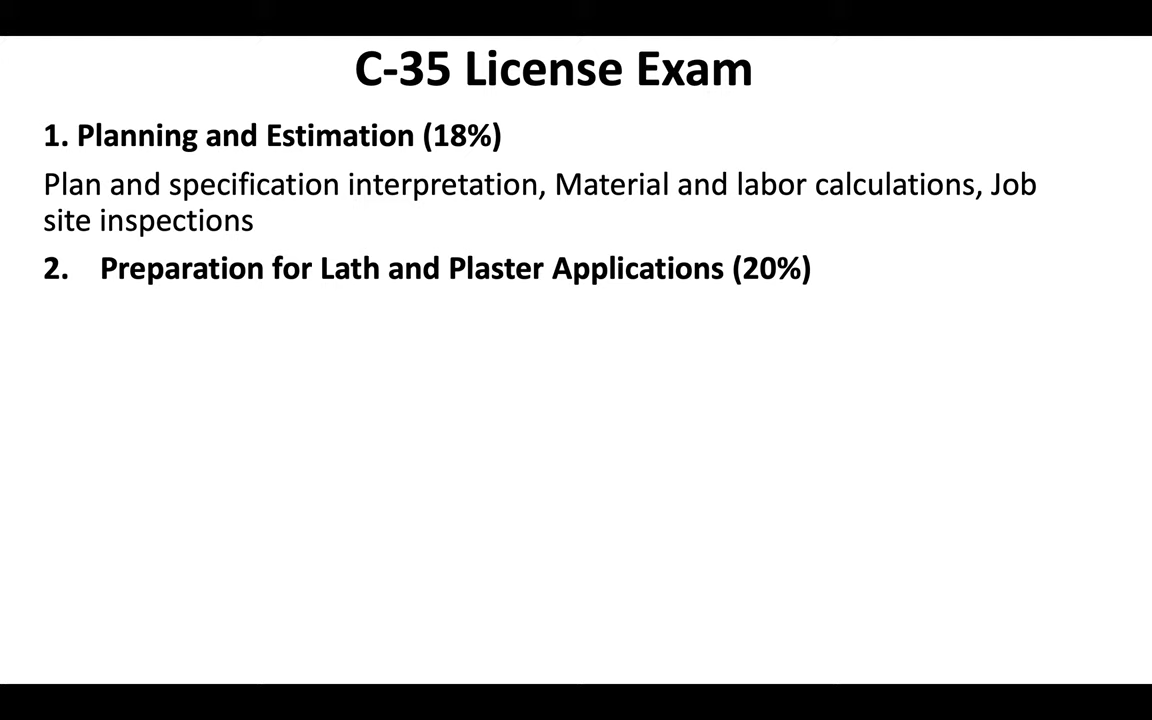 C-35 License Exam
1. Planning and Estimation (18%)
Plan and specification interpretation, Material and labor calculations, Job
site inspections
2. Preparation for Lath and Plaster Applications (20%)